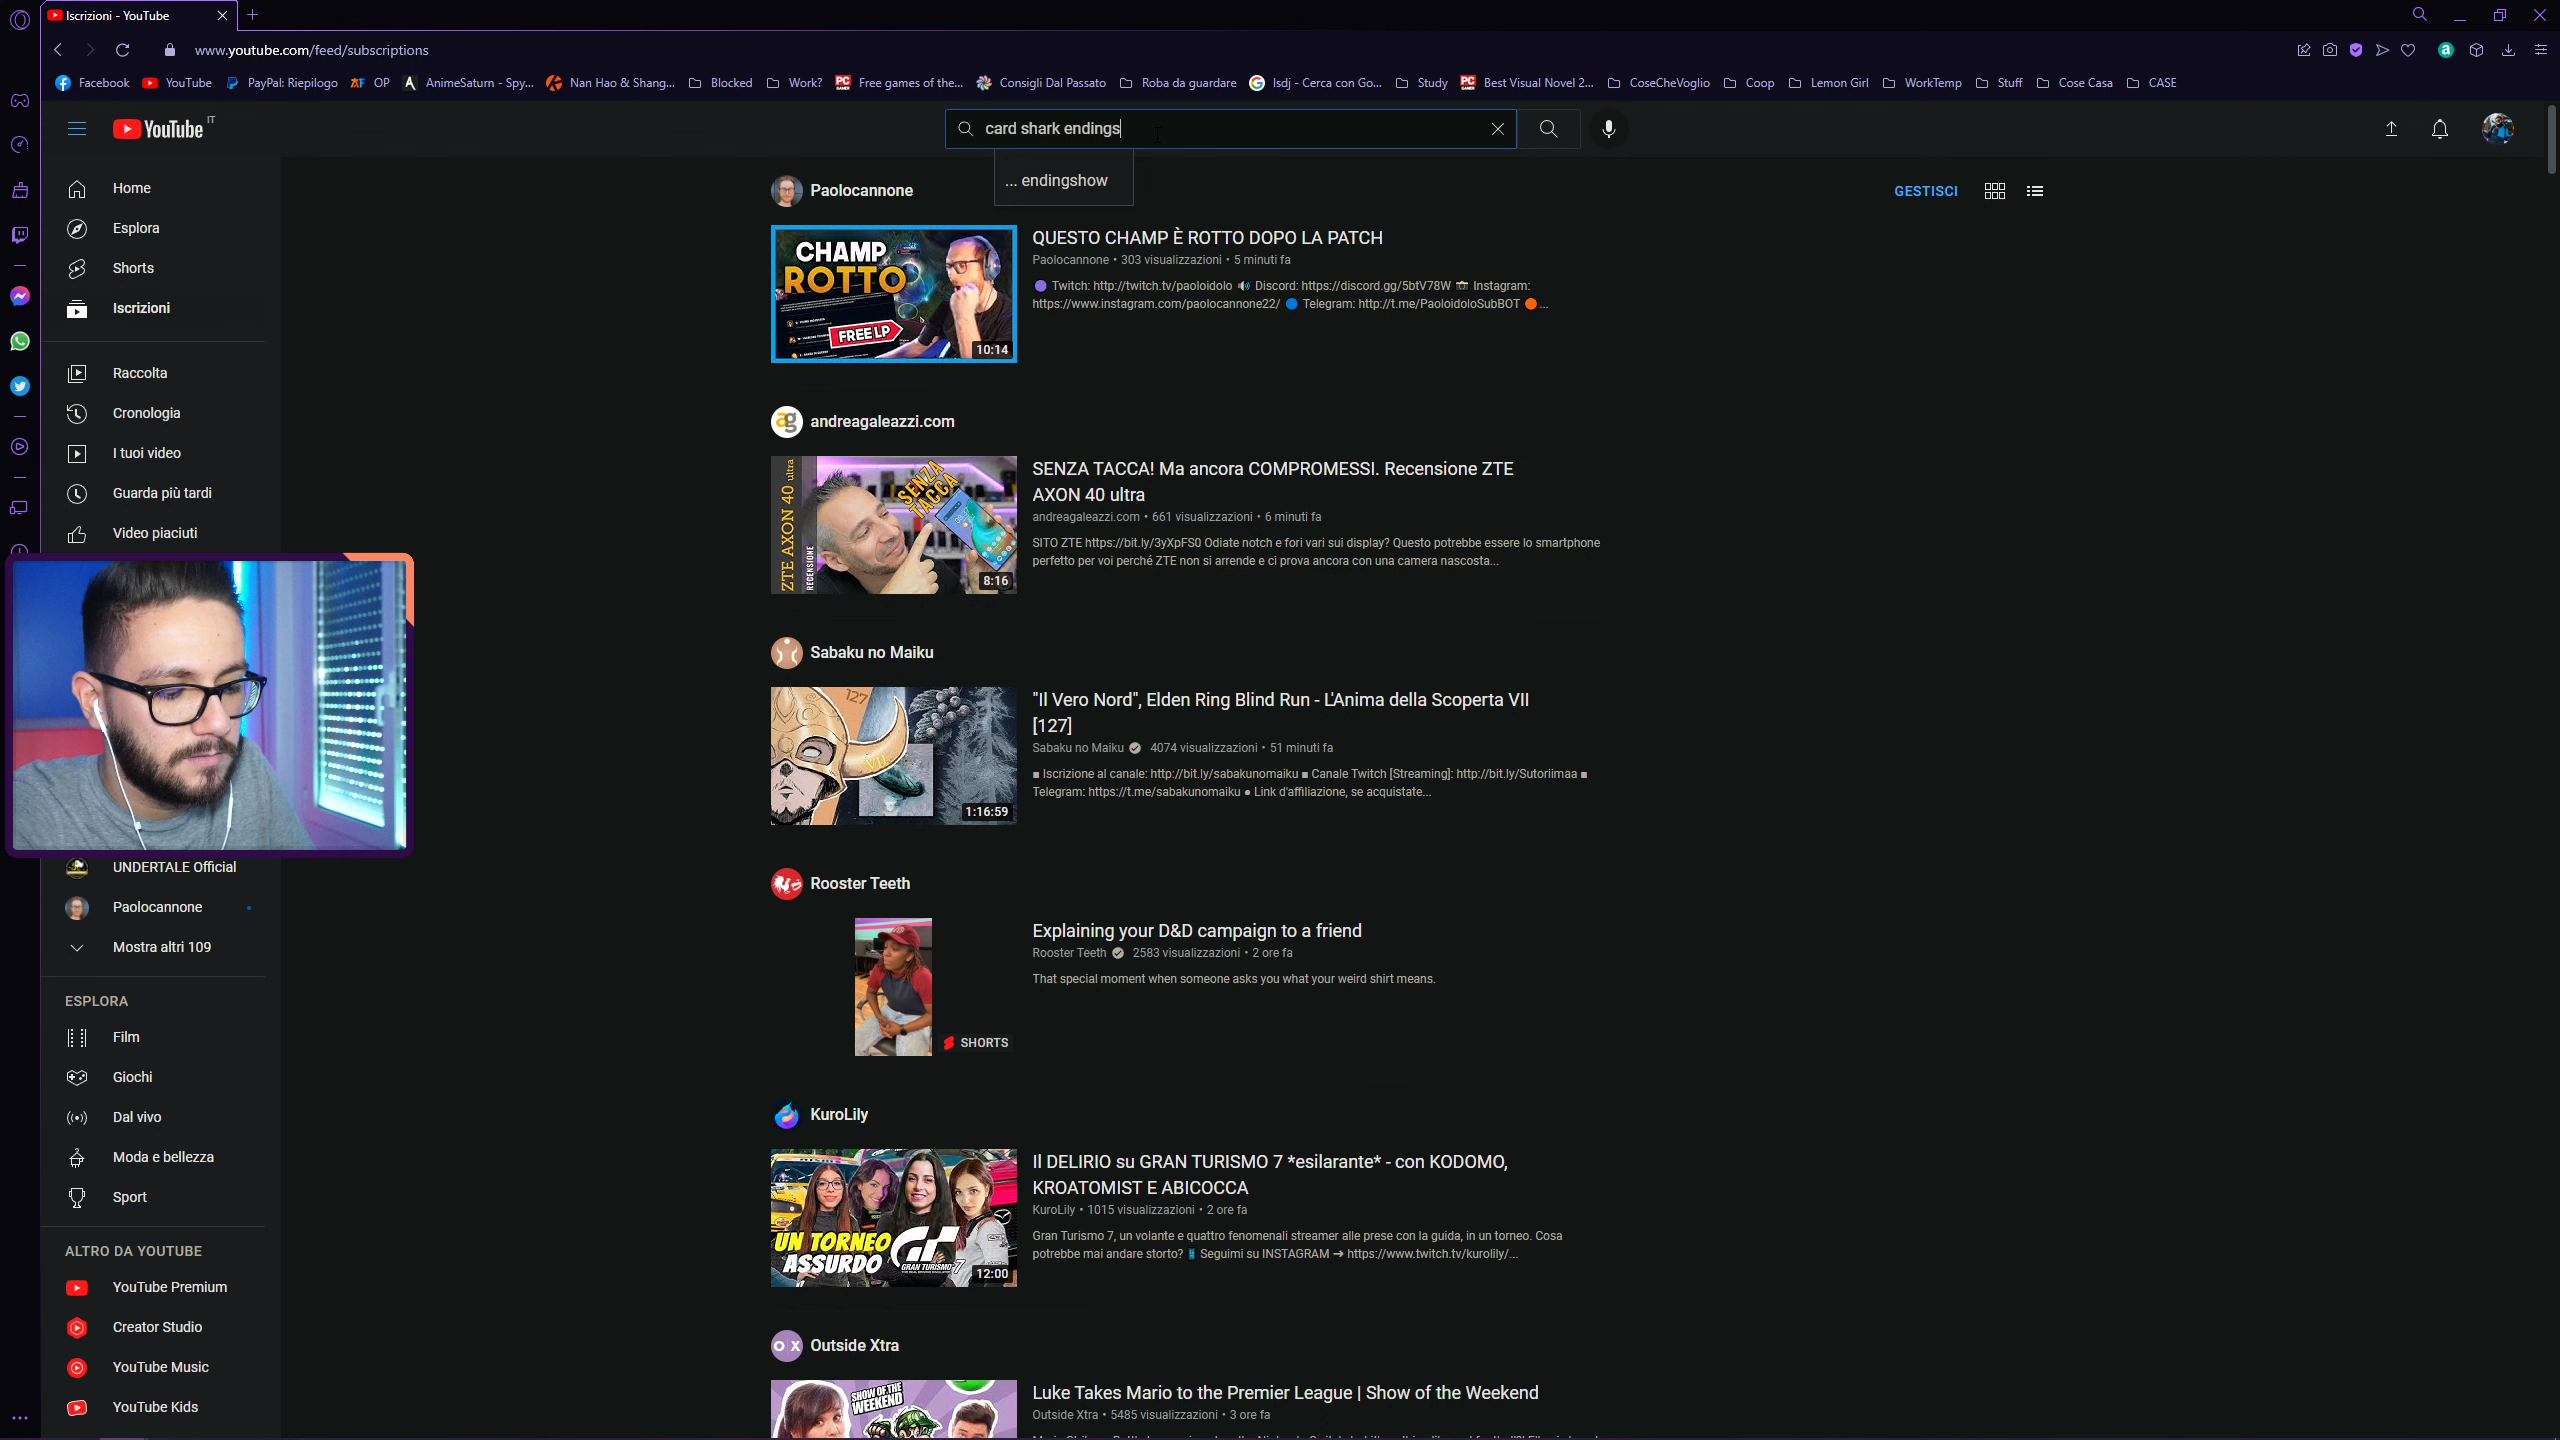 Iscrizioni - YouTube
www.youtube.com/feed/subscriptions
Facebook YouTube PayPal: Riepilogo OP AnimeSaturn - Spy... Nan Hao & Shang... Blocked Work? Free games of the... Consigli Dal Passato Roba da guardare lsdj - Cerca con Go... Study Best Visual Novel 2... CoseCheVoglio Coop Lemon Girl WorkTemp Stuff Cose Casa CASE
YouTube IT
card shark endings
... endingshow
Home
Esplora
Shorts
Iscrizioni
Raccolta
Cronologia
I tuoi video
Guarda più tardi
Video piaciuti
UNDERTALE Official
Paolocannone
Mostra altri 109
ESPLORA
Film
Giochi
Dal vivo
Moda e bellezza
Sport
ALTRO DA YOUTUBE
YouTube Premium
Creator Studio
YouTube Music
YouTube Kids
Paolocannone
GESTISCI
CHAMP
ROTTO
FREE LP
10:14
QUESTO CHAMP È ROTTO DOPO LA PATCH
Paolocannone • 303 visualizzazioni • 5 minuti fa
Twitch: http://twitch.tv/paoloidolo Discord: https://discord.gg/5btV78W Instagram:
https://www.instagram.com/paolocannone22/ Telegram: http://t.me/PaoloidoloSubBOT ...
ag
andreagaleazzi.com
ZTE AXON 40 ultra
RECENSIONE
SENZA
TACCA
8:16
SENZA TACCA! Ma ancora COMPROMESSI. Recensione ZTE
AXON 40 ultra
andreagaleazzi.com • 661 visualizzazioni • 6 minuti fa
SITO ZTE https://bit.ly/3yXpFS0 Odiate notch e fori vari sui display? Questo potrebbe essere lo smartphone
perfetto per voi perché ZTE non si arrende e ci prova ancora con una camera nascosta...
Sabaku no Maiku
127
VII
1:16:59
"Il Vero Nord", Elden Ring Blind Run - L'Anima della Scoperta VII
[127]
Sabaku no Maiku 4074 visualizzazioni • 51 minuti fa
■ Iscrizione al canale: http://bit.ly/sabakunomaiku ■ Canale Twitch [Streaming]: http://bit.ly/Sutoriimaa ■
Telegram: https://t.me/sabakunomaiku ● Link d'affiliazione, se acquistate...
Rooster Teeth
SHORTS
Explaining your D&D campaign to a friend
Rooster Teeth 2583 visualizzazioni • 2 ore fa
That special moment when someone asks you what your weird shirt means.
KuroLily
UN TORNEO
ASSURDO
GT
GRAN TURISMO 7
12:00
Il DELIRIO su GRAN TURISMO 7 *esilarante* - con KODOMO,
KROATOMIST E ABICOCCA
KuroLily • 1015 visualizzazioni • 2 ore fa
Gran Turismo 7, un volante e quattro fenomenali streamer alle prese con la guida, in un torneo. Cosa
potrebbe mai andare storto? Seguimi su INSTAGRAM ➔ https://www.twitch.tv/kurolily/...
OX
Outside Xtra
SHOW OF THE
WEEKEND
Luke Takes Mario to the Premier League | Show of the Weekend
Outside Xtra • 5485 visualizzazioni • 3 ore fa